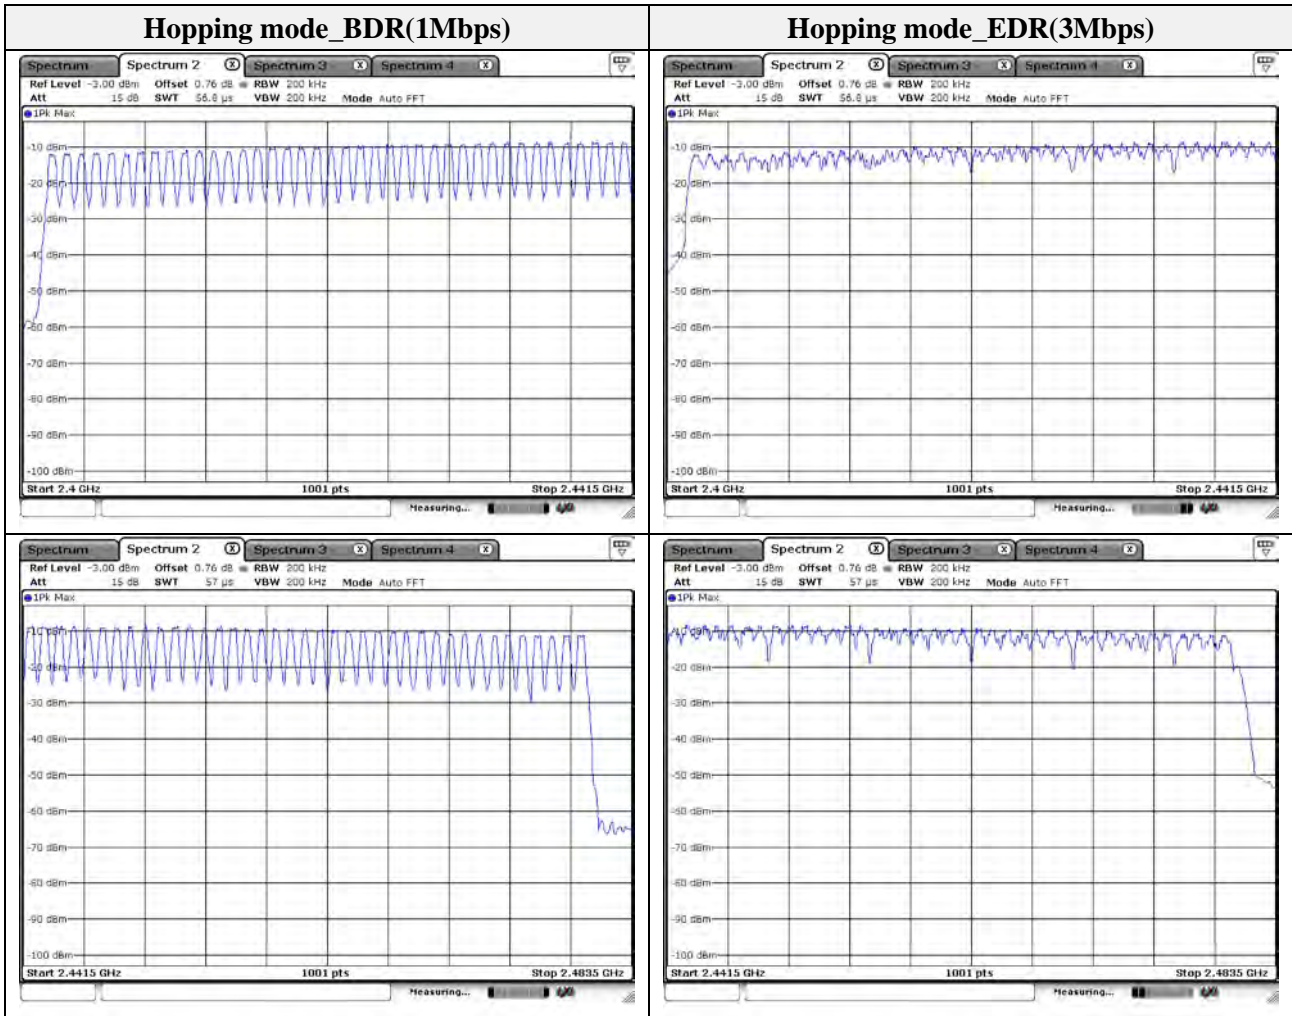 Hopping mode_BDR(1Mbps)
Hopping mode_EDR(3Mbps)
Spectrum Spectrum 2 Spectrum 3 Spectrum 4
Ref Level -3.00 dBm Offset 0.76 dB RBW 200 kHz
Att 15 dB SWT 56.8 µs VBW 200 kHz Mode Auto FFT
1Pk Max
-10 dBm
-20 dBm
-30 dBm
-40 dBm
-50 dBm
-60 dBm
-70 dBm
-80 dBm
-90 dBm
-100 dBm
Start 2.4 GHz 1001 pts Stop 2.4415 GHz
Measuring...
Spectrum Spectrum 2 Spectrum 3 Spectrum 4
Ref Level -3.00 dBm Offset 0.76 dB RBW 200 kHz
Att 15 dB SWT 56.8 µs VBW 200 kHz Mode Auto FFT
1Pk Max
-10 dBm
-20 dBm
-30 dBm
-40 dBm
-50 dBm
-60 dBm
-70 dBm
-80 dBm
-90 dBm
-100 dBm
Start 2.4 GHz 1001 pts Stop 2.4415 GHz
Measuring...
Spectrum Spectrum 2 Spectrum 3 Spectrum 4
Ref Level -3.00 dBm Offset 0.76 dB RBW 200 kHz
Att 15 dB SWT 57 µs VBW 200 kHz Mode Auto FFT
1Pk Max
-10 dBm
-20 dBm
-30 dBm
-40 dBm
-50 dBm
-60 dBm
-70 dBm
-80 dBm
-90 dBm
-100 dBm
Start 2.4415 GHz 1001 pts Stop 2.4835 GHz
Measuring...
Spectrum Spectrum 2 Spectrum 3 Spectrum 4
Ref Level -3.00 dBm Offset 0.76 dB RBW 200 kHz
Att 15 dB SWT 57 µs VBW 200 kHz Mode Auto FFT
1Pk Max
-10 dBm
-20 dBm
-30 dBm
-40 dBm
-50 dBm
-60 dBm
-70 dBm
-80 dBm
-90 dBm
-100 dBm
Start 2.4415 GHz 1001 pts Stop 2.4835 GHz
Measuring...